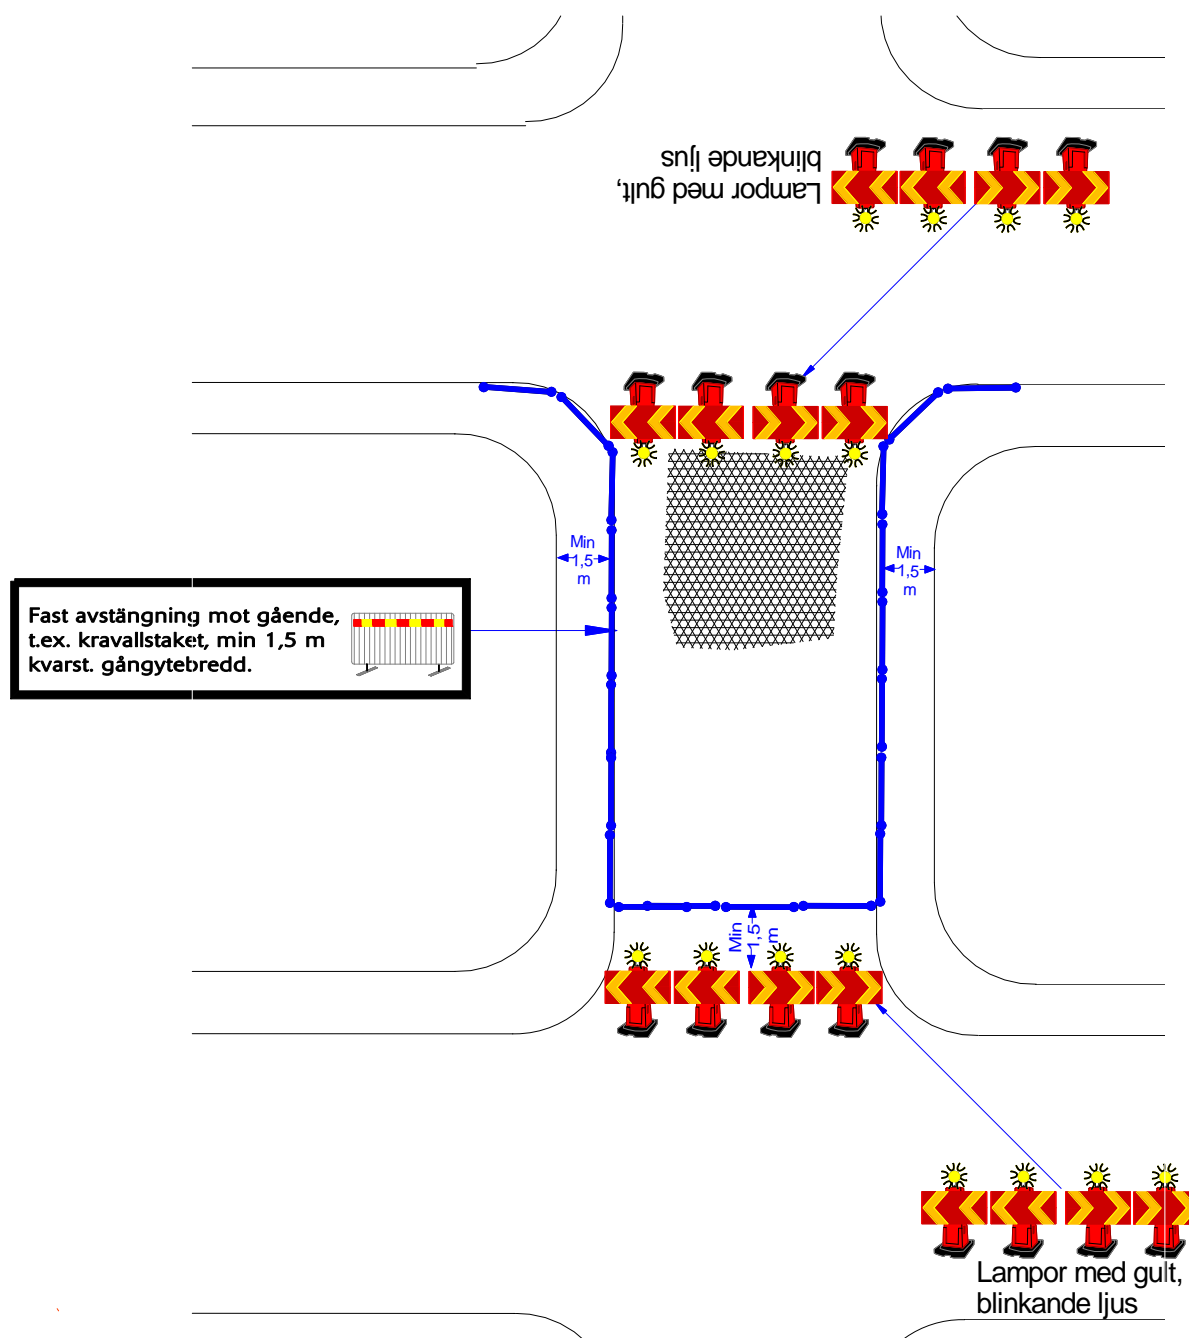 Lampor med gult,
blinkande ljus
Min
1,5
m
Min
1,5
m
Fast avstängning mot gående,
t.ex. kravallstaket, min 1,5 m
kvarst. gångytebredd.
Min
1,5
m
Lampor med gult,
blinkande ljus